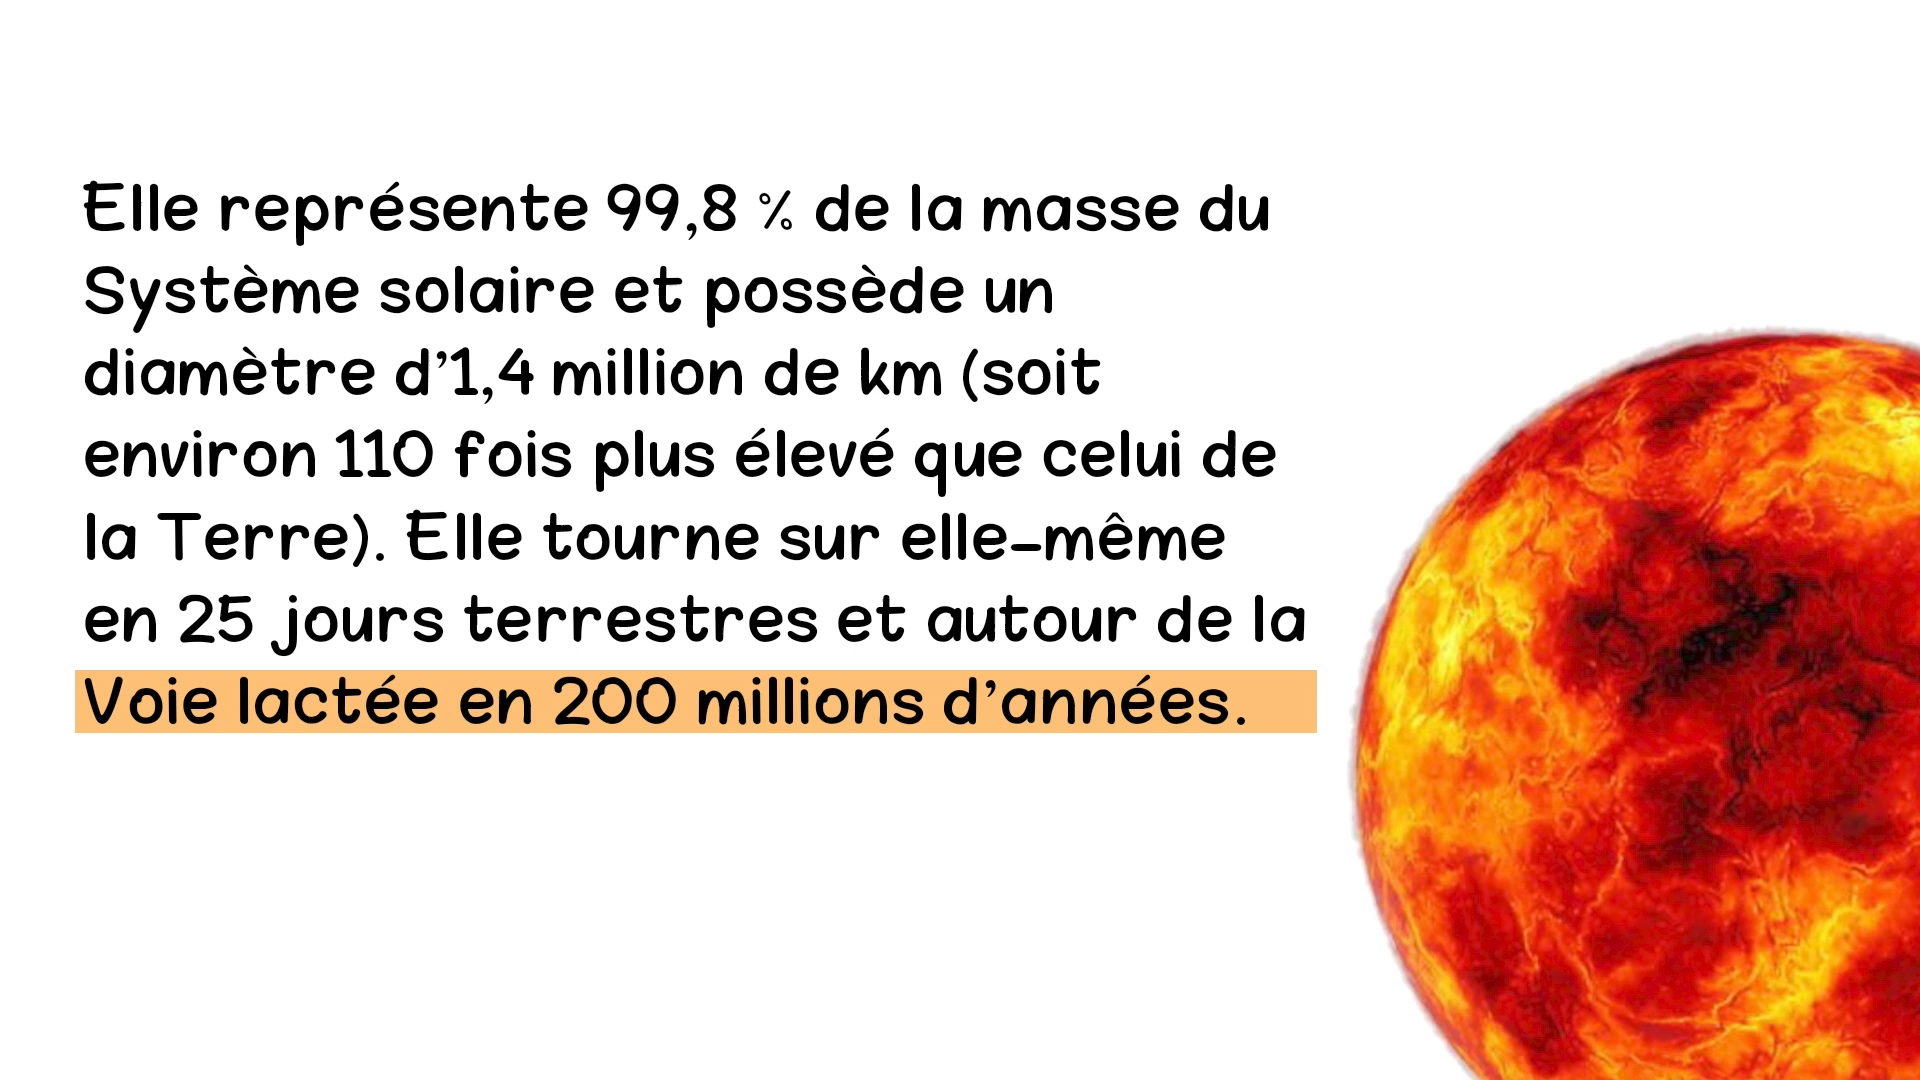 Elle représente 99,8 % de la masse du
Système solaire et possède un
diamètre d’1,4 million de km (soit
environ 110 fois plus élevé que celui de
la Terre). Elle tourne sur elle-même
en 25 jours terrestres et autour de la
Voie lactée en 200 millions d’années.